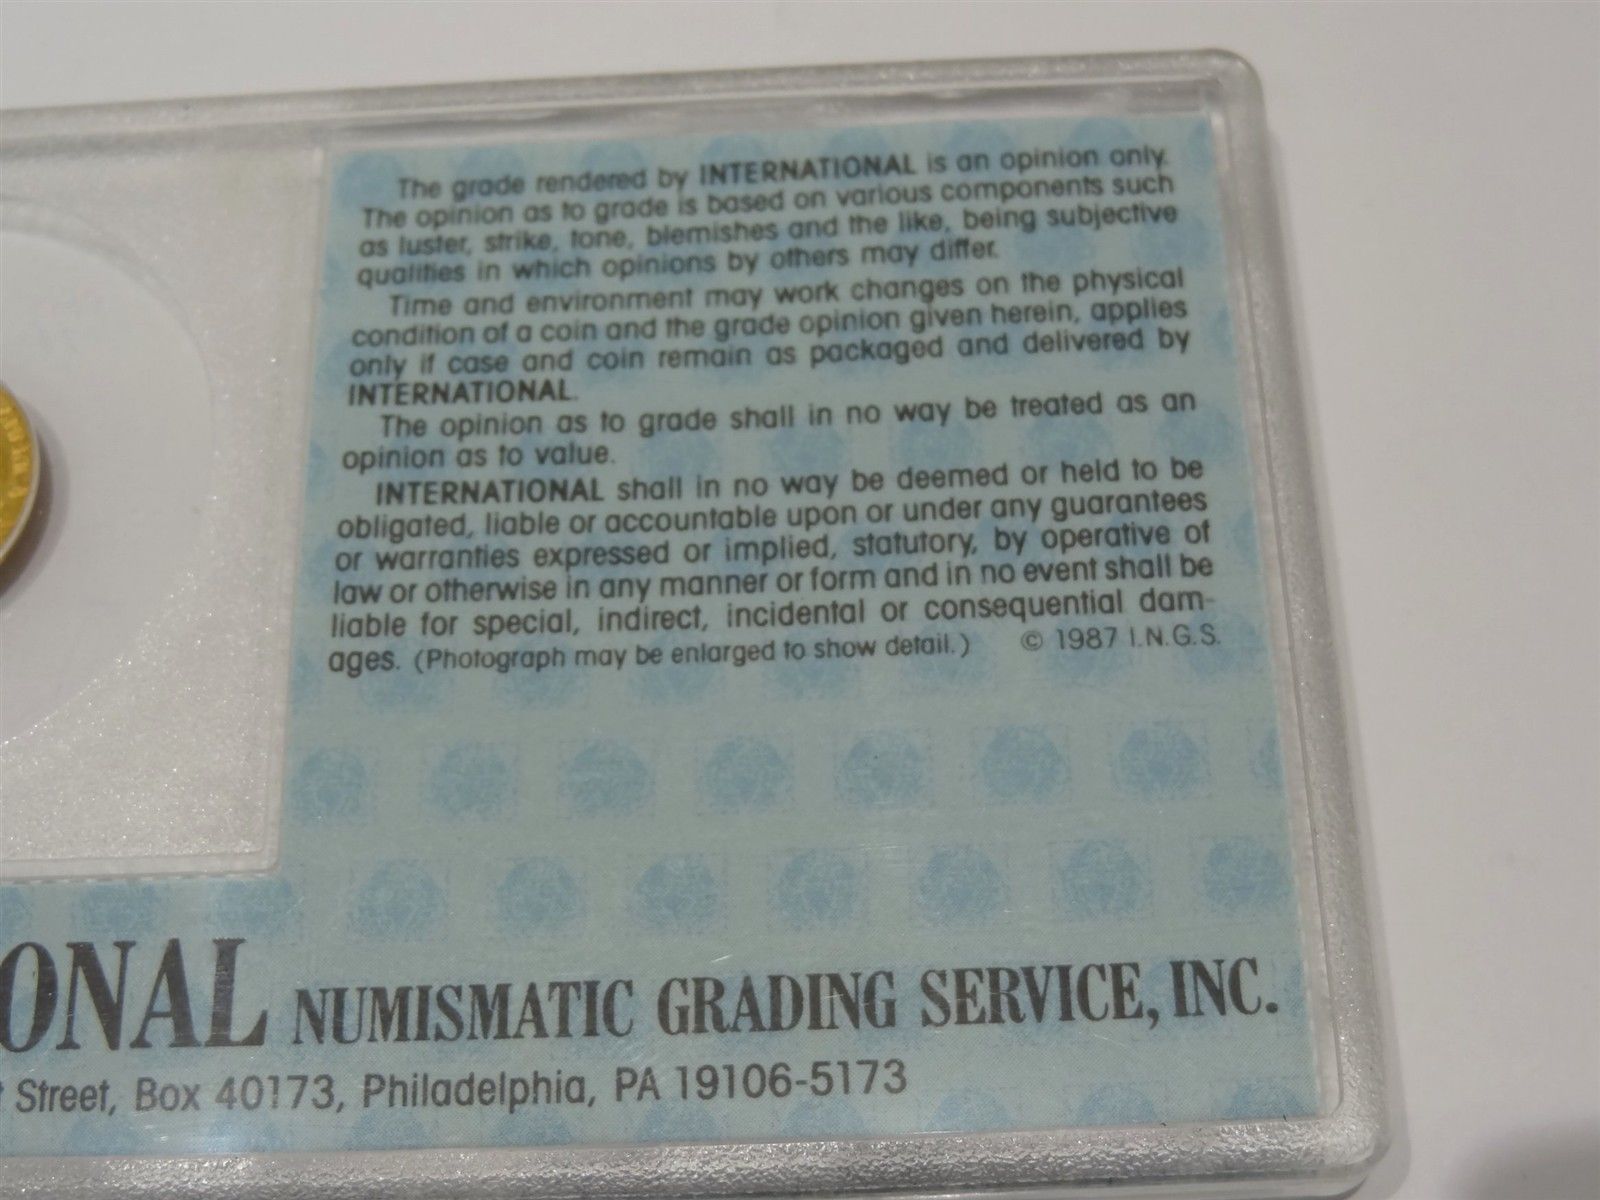 The grade rendered by INTERNATIONAL is an opinion only.
The opinion as to grade is based on various components such
as luster, strike, tone, blemishes and the like, being subjective
qualities in which opinions by others may differ.
Time and environment may work changes on the physical
condition of a coin and the grade opinion given herein, applies
only if case and coin remain as packaged and delivered by
INTERNATIONAL.
The opinion as to grade shall in no way be treated as an
opinion as to value.
INTERNATIONAL shall in no way be deemed or held to be
obligated, liable or accountable upon or under any guarantees
or warranties expressed or implied, statutory, by operative of
law or otherwise in any manner or form and in no event shall be
liable for special, indirect, incidental or consequential dam-
ages. (Photograph may be enlarged to show detail.) © 1987 I.N.G.S.
ONAL NUMISMATIC GRADING SERVICE, INC.
t Street, Box 40173, Philadelphia, PA 19106-5173